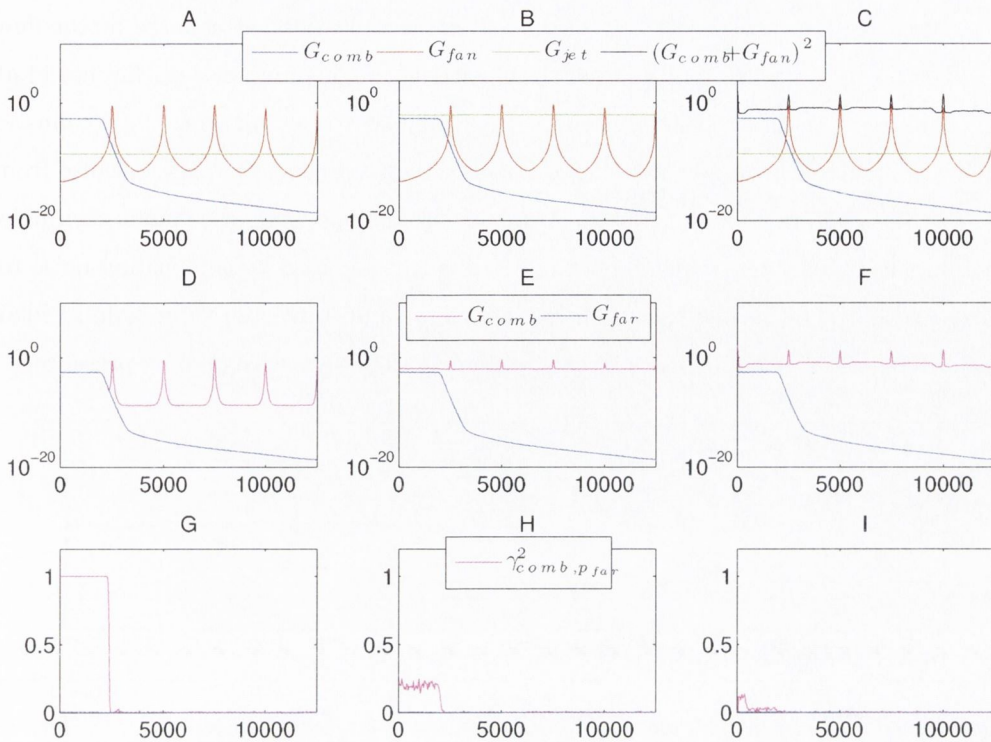 A B C
G_comb G_fan G_jet (G_comb+G_fan)^2
10^0 10^0 10^0
10^-20 10^-20 10^-20
0 5000 10000 0 5000 10000 0 5000 10000
D E F
G_comb G_far
10^0 10^0 10^0
10^-20 10^-20 10^-20
0 5000 10000 0 5000 10000 0 5000 10000
G H I
γ^2_comb,p_far
1 1 1
0.5 0.5 0.5
0 0 0
0 5000 10000 0 5000 10000 0 5000 10000